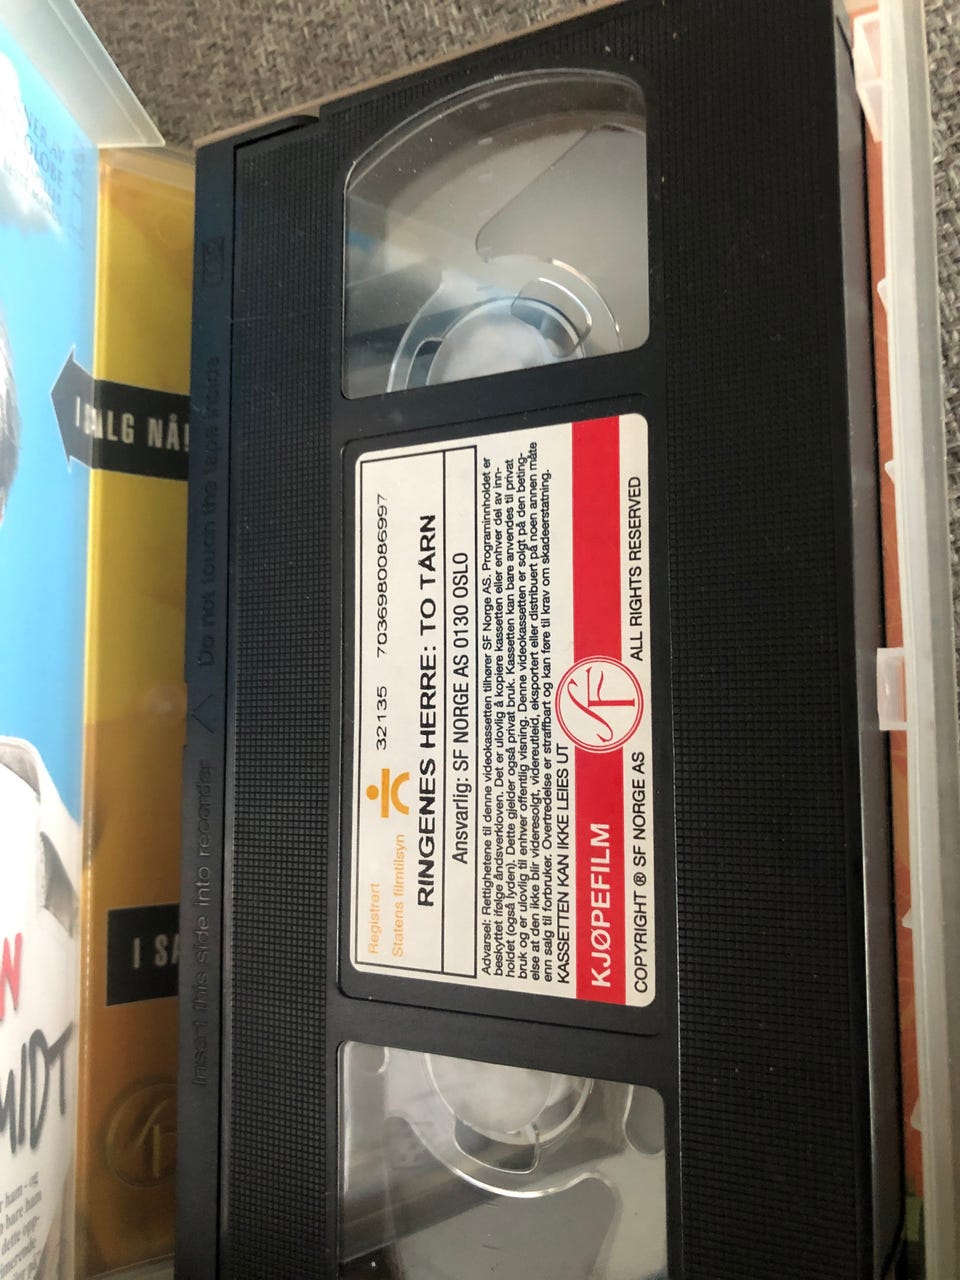 Registrert
Statens filmtilsyn
32135 7036980086997
RINGENES HERRE: TO TÅRN
Ansvarlig: SF NORGE AS 0130 OSLO
Advarsel: Rettighetene til denne videokassetten tilhører SF Norge AS. Programinnholdet er
beskyttet ifølge åndsverkloven. Det er ulovlig å kopiere kassetten eller enhver del av inn-
holdet (også lyden). Dette gjelder også privat bruk. Kassetten kan bare anvendes til privat
bruk og er ulovlig til enhver offentlig visning. Denne videokassetten er solgt på den beting-
else at den ikke blir videresolgt, videreutleid, eksportert eller distribuert på noen annen måte
enn salg til forbruker. Overtredelse er straffbart og kan føre til krav om skadeerstatning.
KASSETTEN KAN IKKE LEIES UT
KJØPEFILM
SF
COPYRIGHT ® SF NORGE AS ALL RIGHTS RESERVED
Insert this side into recorder
Do not touch the tape inside
I SALG NÅ!
I SA